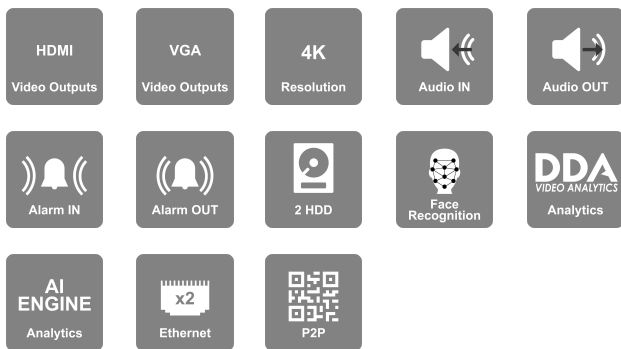 HDMI
Video Outputs
VGA
Video Outputs
4K
Resolution
Audio IN
Audio OUT
Alarm IN
Alarm OUT
2 HDD
Face
Recognition
DDA
VIDEO ANALYTICS
Analytics
AI
ENGINE
Analytics
x2
Ethernet
P2P